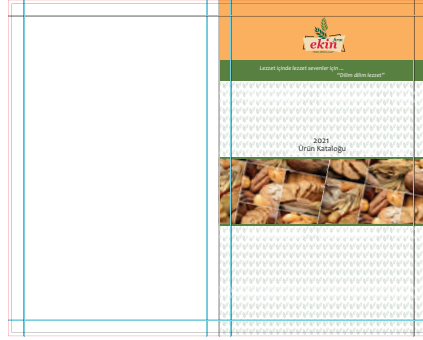 ekin
Lezzet içinde lezzet sevenler için ...
"Dilim dilim lezzet"
2021
Ürün Kataloğu